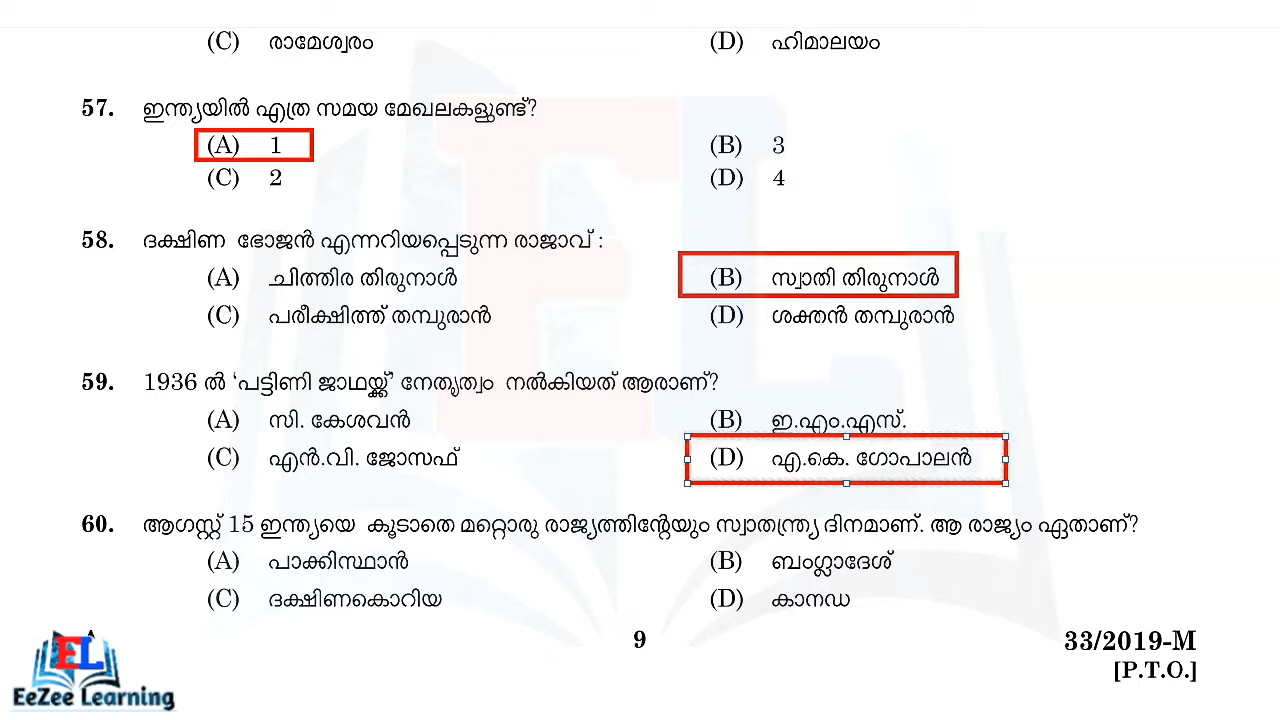 (C) രാമേശ്വരം (D) ഹിമാലയം
57. ഇന്ത്യയിൽ എത്ര സമയ മേഖലകളുണ്ട്?
(A) 1 (B) 3
(C) 2 (D) 4
58. ദക്ഷിണ ഭോജൻ എന്നറിയപ്പെടുന്ന രാജാവ് :
(A) ചിത്തിര തിരുനാൾ (B) സ്വാതി തിരുനാൾ
(C) പരീക്ഷിത്ത് തമ്പുരാൻ (D) ശക്തൻ തമ്പുരാൻ
59. 1936 ൽ ‘പട്ടിണി ജാഥയ്ക്ക്’ നേതൃത്വം നൽകിയത് ആരാണ്?
(A) സി. കേശവൻ (B) ഇ.എം.എസ്.
(C) എൻ.വി. ജോസഫ് (D) എ.കെ. ഗോപാലൻ
60. ആഗസ്റ്റ് 15 ഇന്ത്യയെ കൂടാതെ മറ്റൊരു രാജ്യത്തിന്റേയും സ്വാതന്ത്ര്യ ദിനമാണ്. ആ രാജ്യം ഏതാണ്?
(A) പാക്കിസ്ഥാൻ (B) ബംഗ്ലാദേശ്
(C) ദക്ഷിണകൊറിയ (D) കാനഡ
9 33/2019-M
[P.T.O.]
EL
EeZee Learning